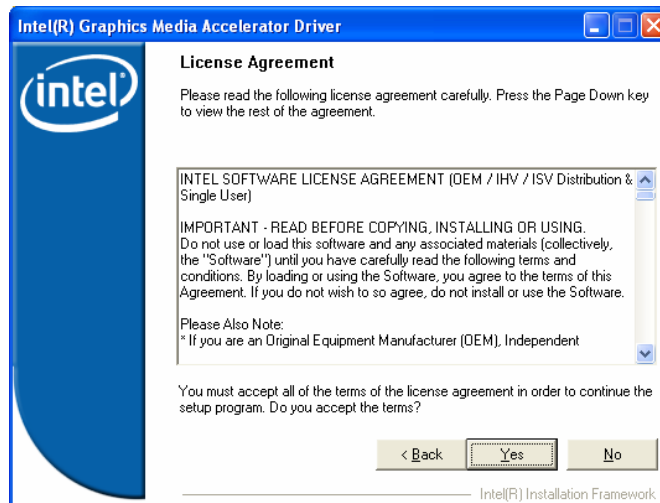 Intel(R) Graphics Media Accelerator Driver
intel
License Agreement
Please read the following license agreement carefully. Press the Page Down key
to view the rest of the agreement.
INTEL SOFTWARE LICENSE AGREEMENT (OEM / IHV / ISV Distribution &
Single User)
IMPORTANT - READ BEFORE COPYING, INSTALLING OR USING.
Do not use or load this software and any associated materials (collectively,
the "Software") until you have carefully read the following terms and
conditions. By loading or using the Software, you agree to the terms of this
Agreement. If you do not wish to so agree, do not install or use the Software.
Please Also Note:
* If you are an Original Equipment Manufacturer (OEM), Independent
You must accept all of the terms of the license agreement in order to continue the
setup program. Do you accept the terms?
< Back
Yes
No
Intel(R) Installation Framework